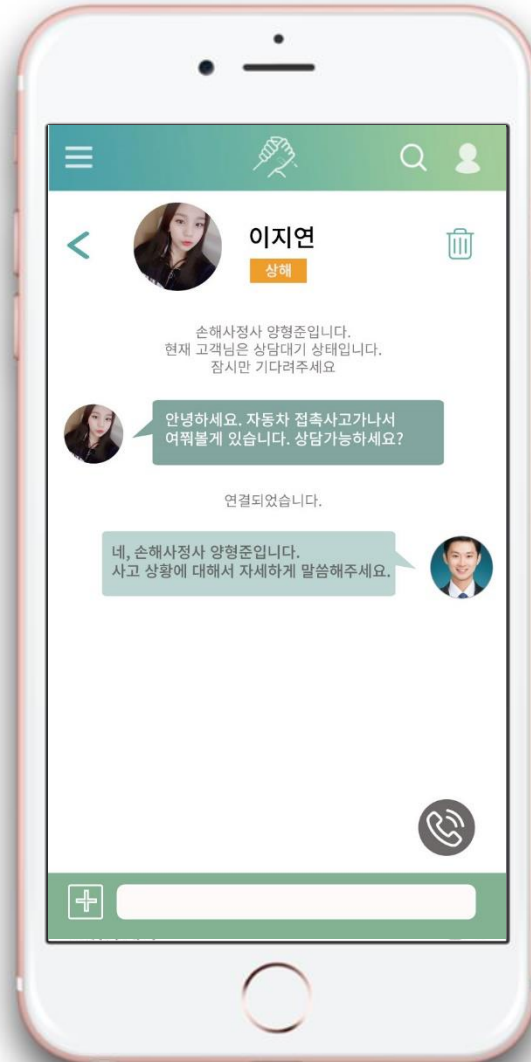 이지연
상해
손해사정사 양형준입니다.
현재 고객님은 상담대기 상태입니다.
잠시만 기다려주세요
안녕하세요. 자동차 접촉사고가나서
여쭤볼게 있습니다. 상담가능하세요?
연결되었습니다.
네, 손해사정사 양형준입니다.
사고 상황에 대해서 자세하게 말씀해주세요.